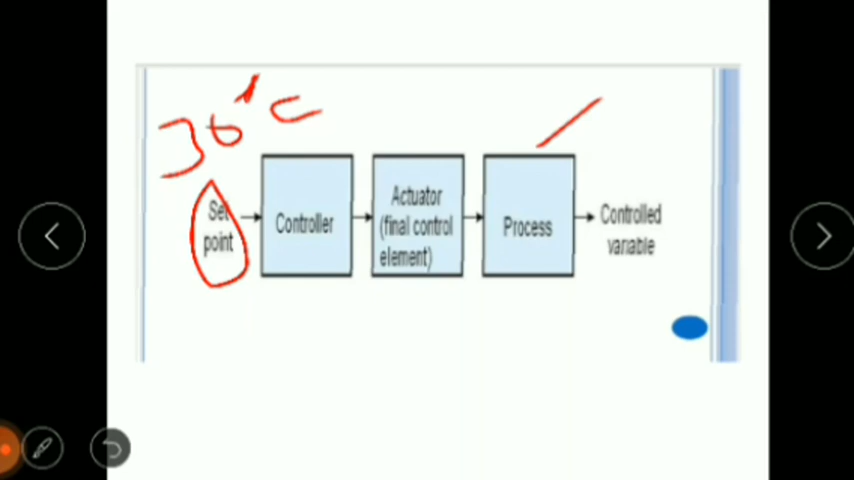 36°C
Set
point
Controller
Actuator
(final control
element)
Process
Controlled
variable